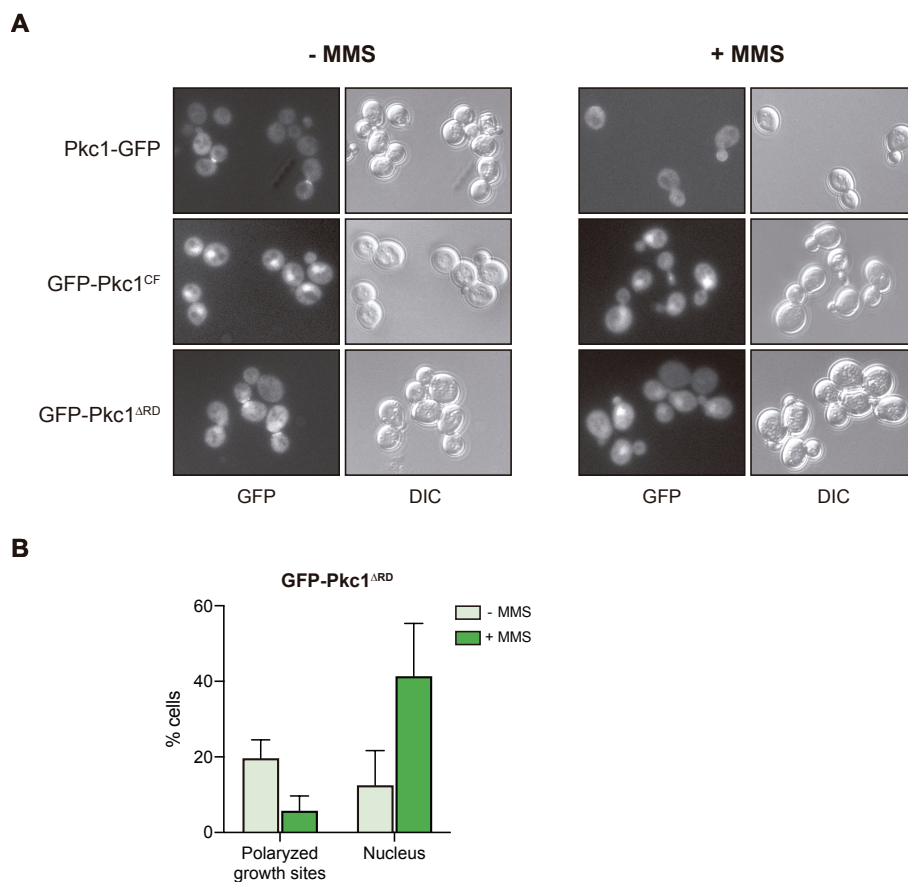 A
- MMS
+ MMS
Pkc1-GFP
GFP-Pkc1CF
GFP-Pkc1ΔRD
GFP
DIC
GFP
DIC
B
GFP-Pkc1ΔRD
- MMS
+ MMS
% cells
60
40
20
0
Polaryzed
growth sites
Nucleus